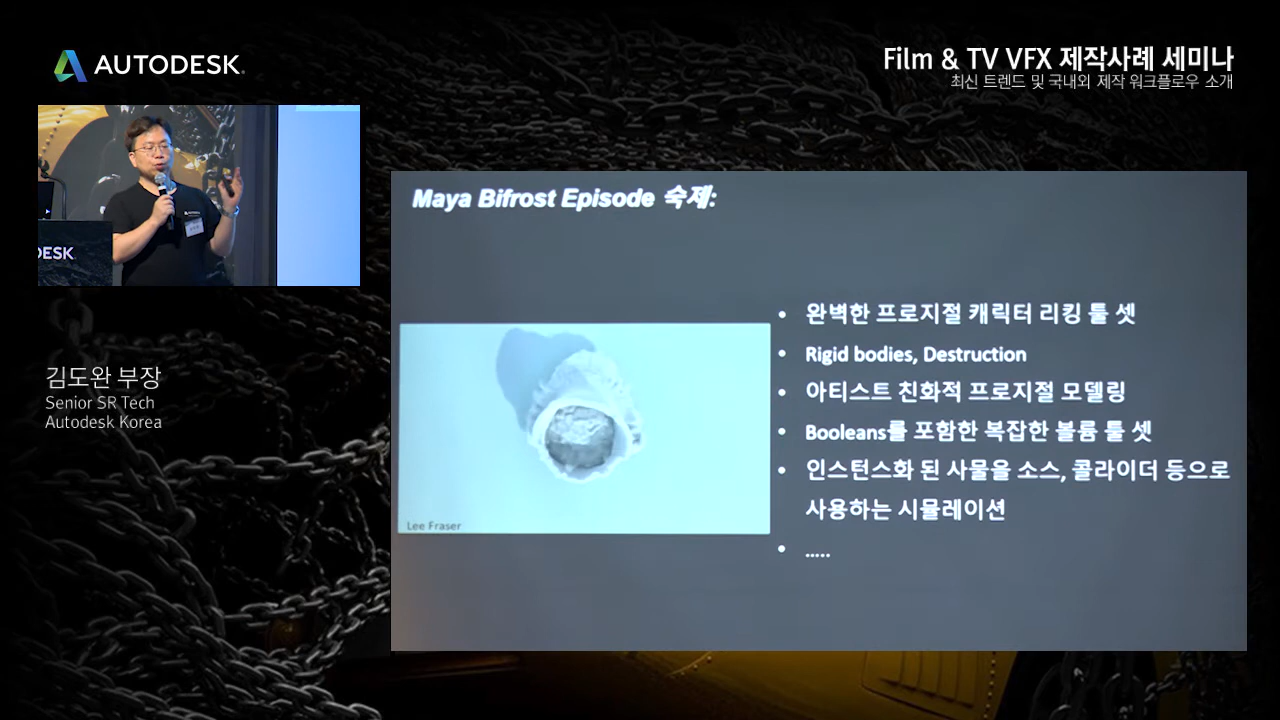 AUTODESK
Film & TV VFX 제작사례 세미나
최신 트렌드 및 국내외 제작 워크플로우 소개
DESK
김도완 부장
Senior SR Tech
Autodesk Korea
Maya Bifrost Episode 숙제:
• 완벽한 프로지절 캐릭터 리킹 툴 셋
• Rigid bodies, Destruction
• 아티스트 친화적 프로지절 모델링
• Booleans를 포함한 복잡한 볼륨 툴 셋
• 인스턴스화 된 사물을 소스, 콜라이더 등으로
사용하는 시뮬레이션
• .....
Lee Fraser